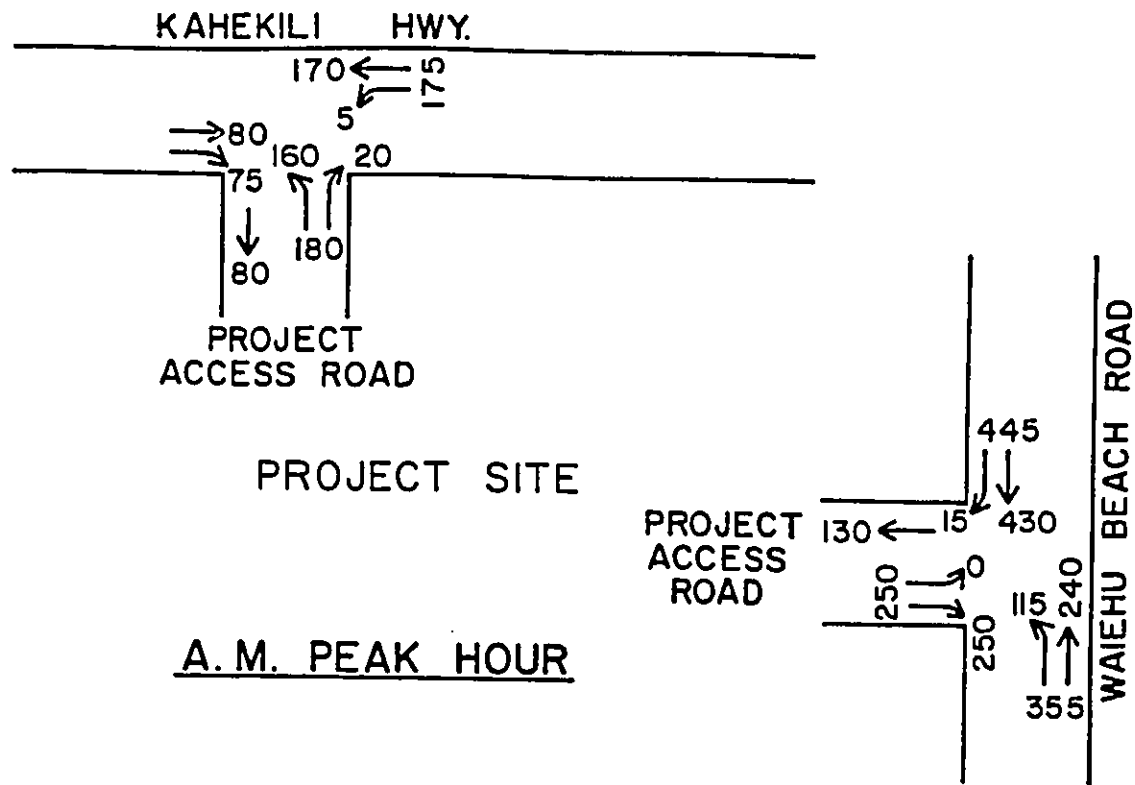 KAHEKILI HWY.
170
175
5
80
160
20
75
180
80
PROJECT
ACCESS ROAD
PROJECT SITE
A.M. PEAK HOUR
445
15
430
PROJECT
ACCESS
ROAD
130
0
250
250
115
240
355
WAIEHU BEACH ROAD